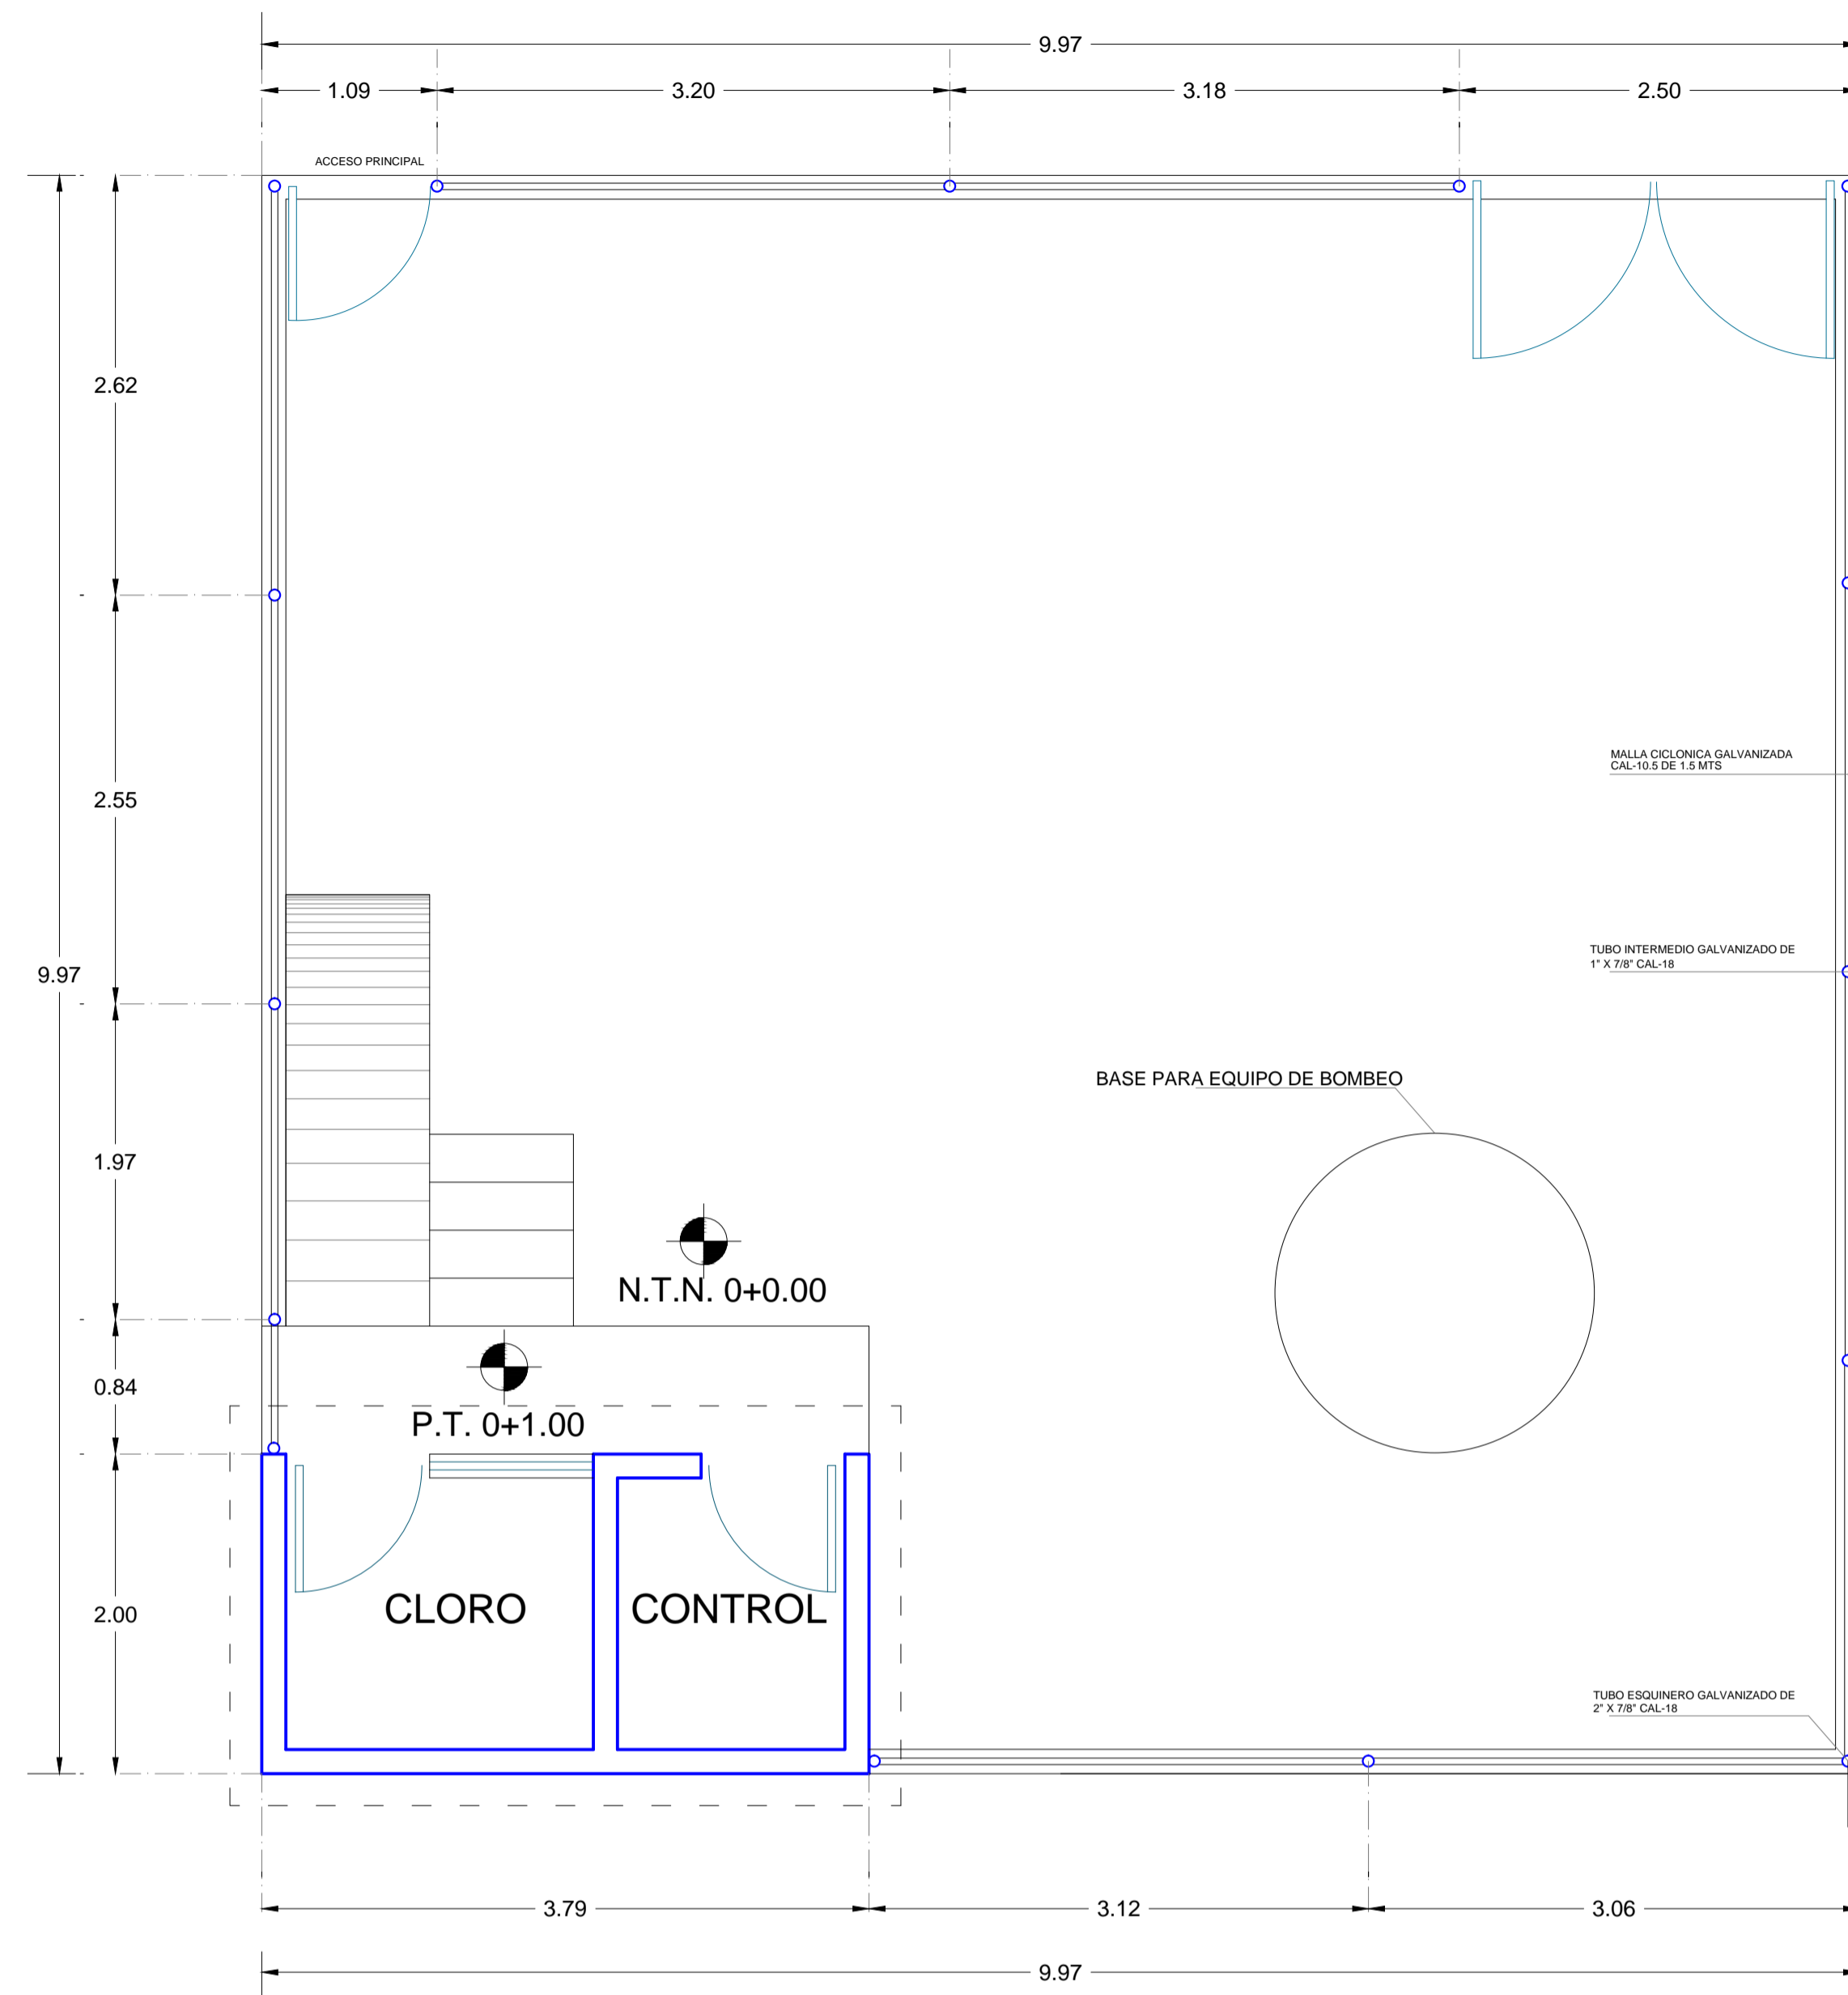 9.97
1.09
3.20
3.18
2.50
ACCESO PRINCIPAL
2.62
MALLA CICLONICA GALVANIZADA
CAL-10.5 DE 1.5 MTS
2.55
TUBO INTERMEDIO GALVANIZADO DE
1" X 7/8" CAL-18
9.97
BASE PARA EQUIPO DE BOMBEO
1.97
N.T.N. 0+0.00
0.84
P.T. 0+1.00
CLORO
CONTROL
2.00
TUBO ESQUINERO GALVANIZADO DE
2" X 7/8" CAL-18
3.79
3.12
3.06
9.97